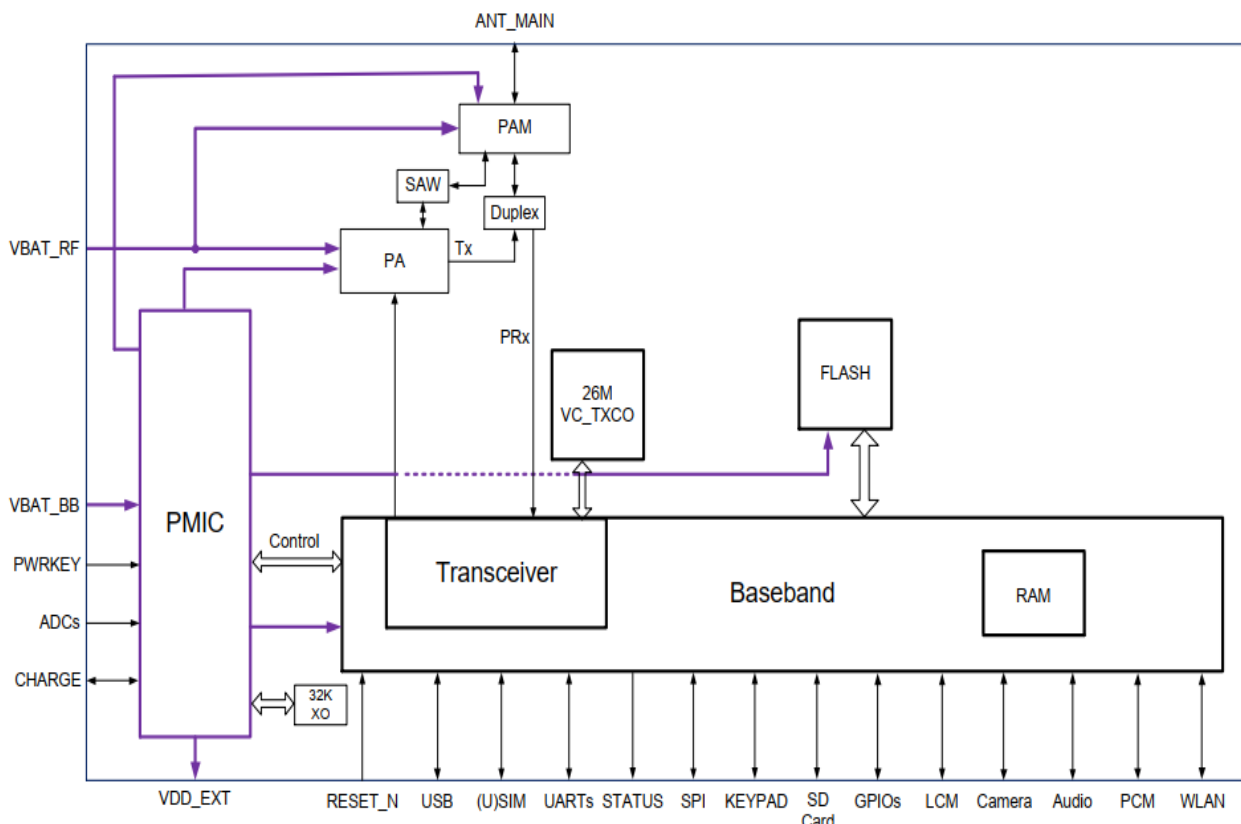 ANT_MAIN
PAM
SAW
Duplex
VBAT_RF
PA
Tx
PRx
26M
VC_TXCO
FLASH
VBAT_BB
PMIC
Control
PWRKEY
Transceiver
Baseband
RAM
ADCs
CHARGE
32K
XO
VDD_EXT
RESET_N
USB
(U)SIM
UARTs
STATUS
SPI
KEYPAD
SD
Card
GPIOs
LCM
Camera
Audio
PCM
WLAN